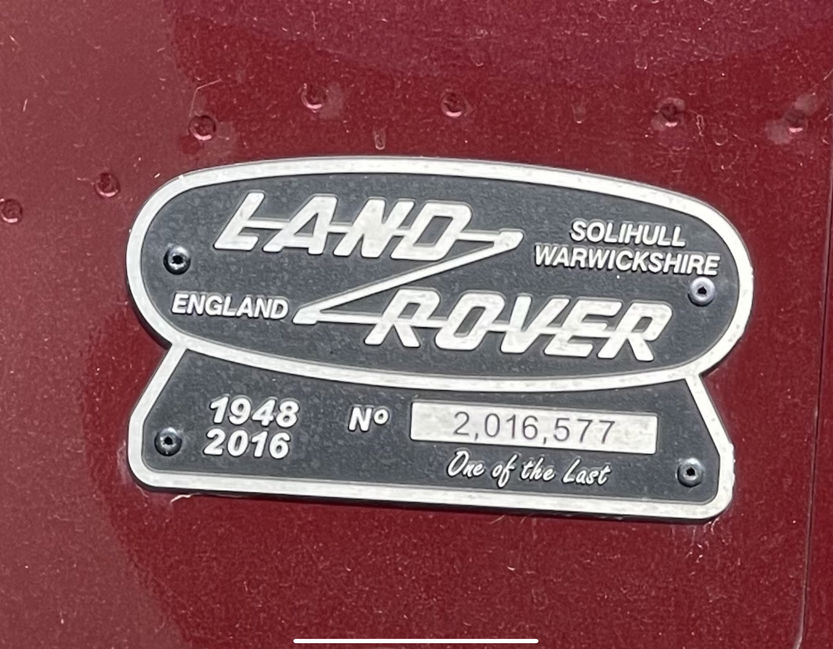 LAND
ROVER
SOLIHULL
WARWICKSHIRE
ENGLAND
1948
2016
Nº 2,016,577
One of the Last